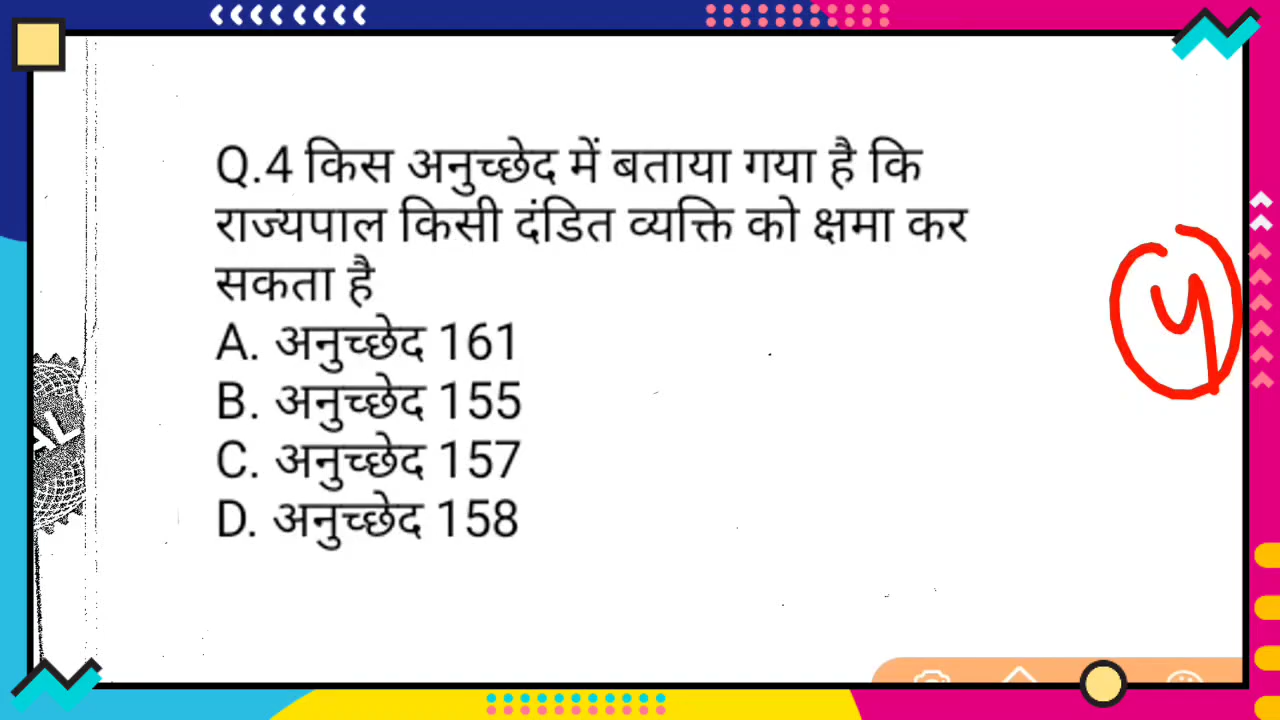 Q.4 किस अनुच्छेद में बताया गया है कि
राज्यपाल किसी दंडित व्यक्ति को क्षमा कर
सकता है
A. अनुच्छेद 161
B. अनुच्छेद 155
C. अनुच्छेद 157
D. अनुच्छेद 158